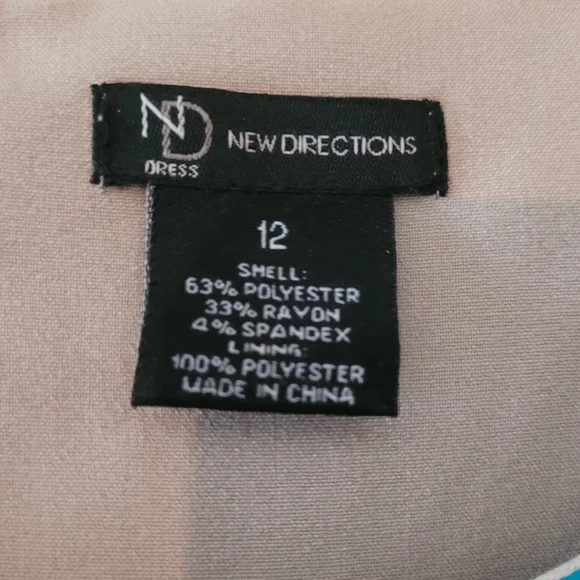 ND
DRESS
NEW DIRECTIONS
12
SHELL:
63% POLYESTER
33% RAYON
4% SPANDEX
LINING:
100% POLYESTER
MADE IN CHINA